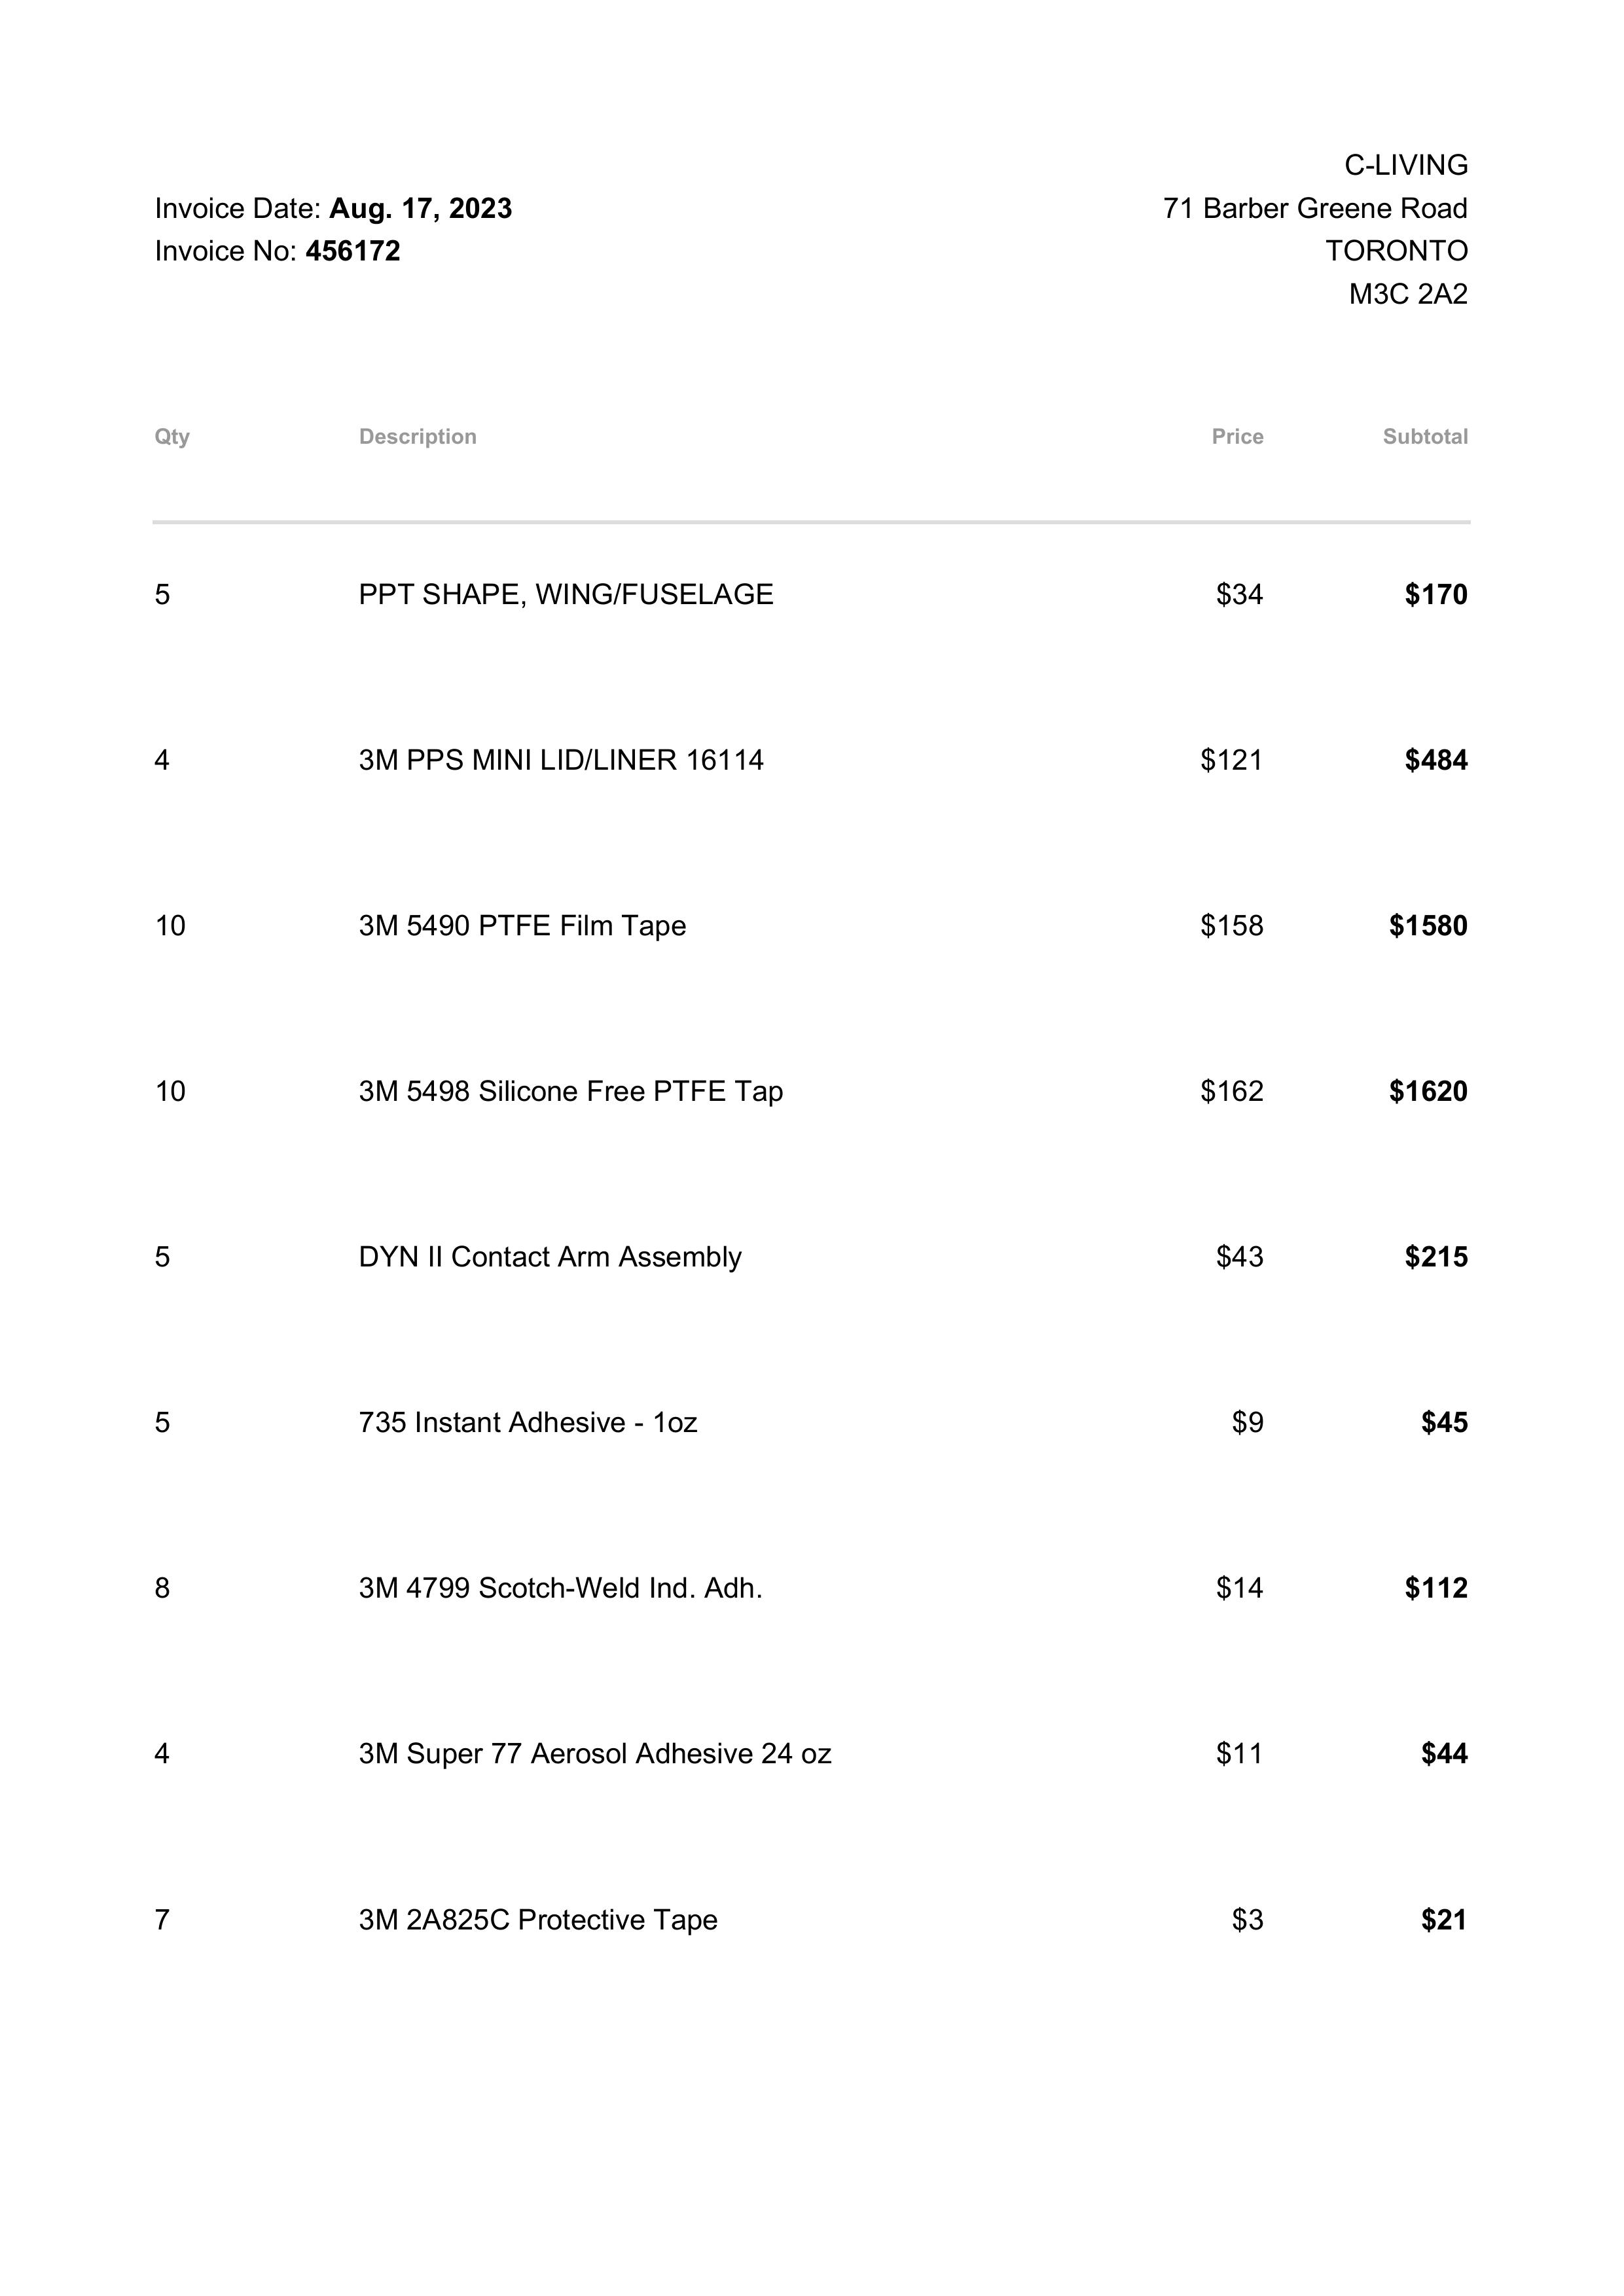 C-LIVING
Invoice Date: Aug. 17, 2023 71 Barber Greene Road
Invoice No: 456172 TORONTO
M3C 2A2
Qty Description Price Subtotal
5 PPT SHAPE, WING/FUSELAGE $34 $170
4 3M PPS MINI LID/LINER 16114 $121 $484
10 3M 5490 PTFE Film Tape $158 $1580
10 3M 5498 Silicone Free PTFE Tap $162 $1620
5 DYN II Contact Arm Assembly $43 $215
5 735 Instant Adhesive - 1oz $9 $45
8 3M 4799 Scotch-Weld Ind. Adh. $14 $112
4 3M Super 77 Aerosol Adhesive 24 oz $11 $44
7 3M 2A825C Protective Tape $3 $21